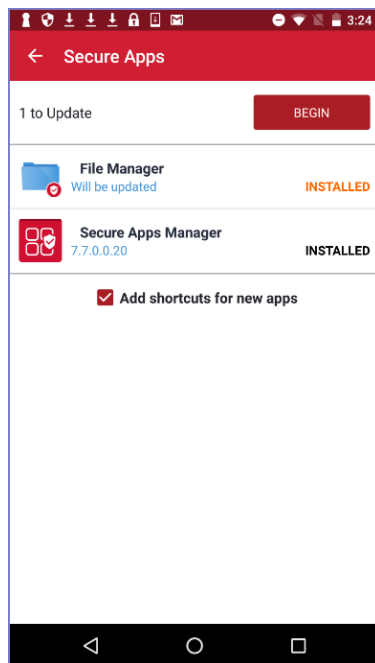 3:24
Secure Apps
1 to Update
BEGIN
File Manager
Will be updated
INSTALLED
Secure Apps Manager
7.7.0.0.20
INSTALLED
Add shortcuts for new apps